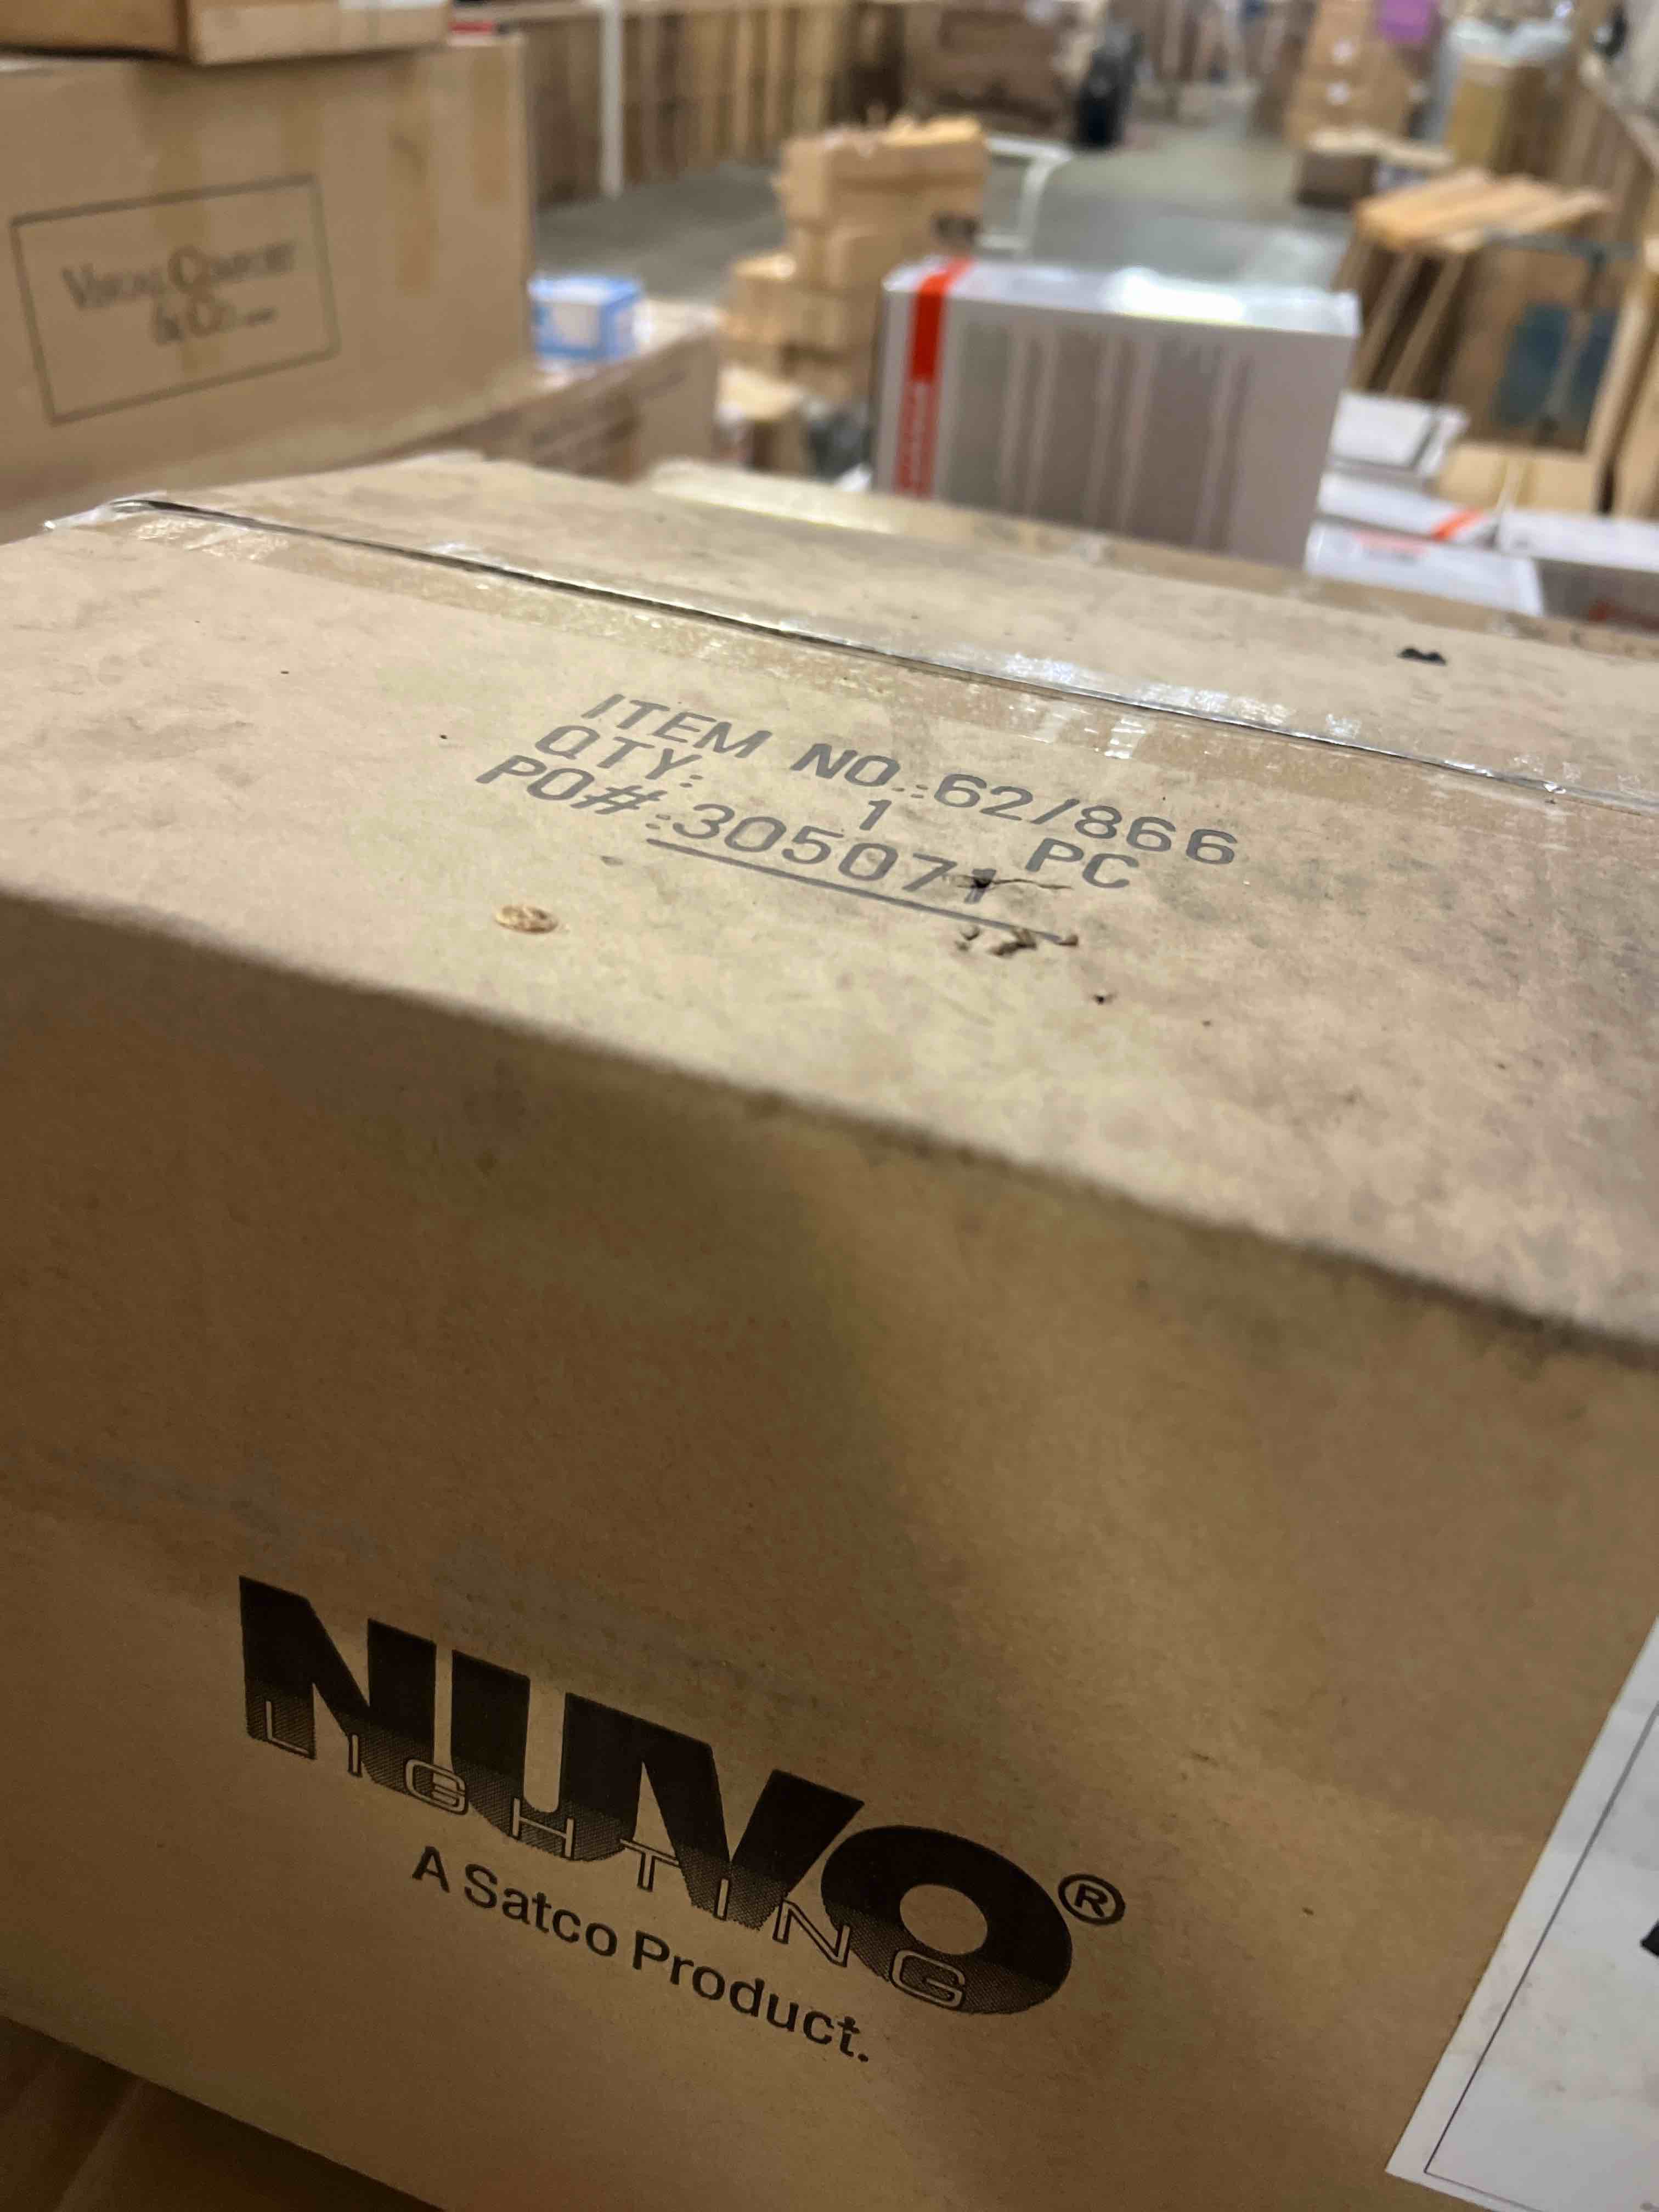 VISUAL COMFORT
& CO.
ITEM NO.:62/866
QTY: 1 PC
PO#:305071
NUVO
LIGHTING
®
A Satco Product.